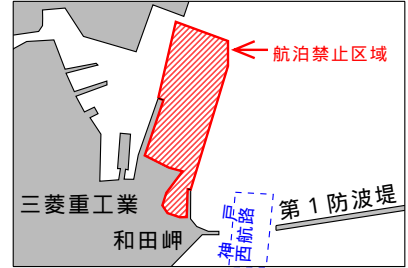 航泊禁止区域
三菱重工業
和田岬
神戸
西航路
第1防波堤